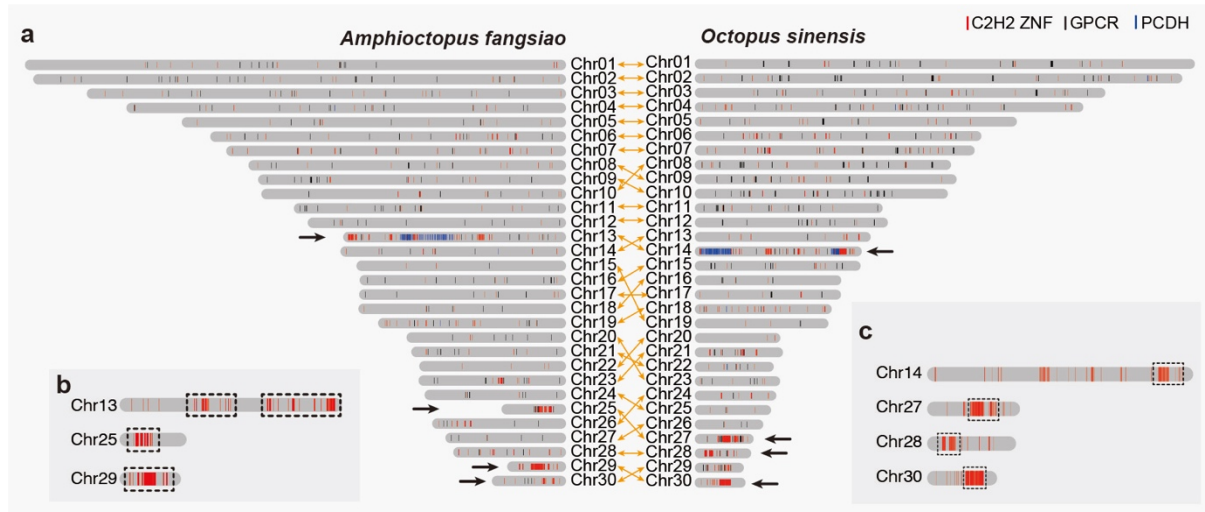 a
Amphioctopus fangsiao
Octopus sinensis
C2H2 ZNF GPCR PCDH
Chr01 Chr01
Chr02 Chr02
Chr03 Chr03
Chr04 Chr04
Chr05 Chr05
Chr06 Chr06
Chr07 Chr07
Chr08 Chr08
Chr09 Chr09
Chr10 Chr10
Chr11 Chr11
Chr12 Chr12
Chr13 Chr13
Chr14 Chr14
Chr15 Chr15
Chr16 Chr16
Chr17 Chr17
Chr18 Chr18
Chr19 Chr19
Chr20 Chr20
Chr21 Chr21
Chr22 Chr22
Chr23 Chr23
Chr24 Chr24
Chr25 Chr25
Chr26 Chr26
Chr27 Chr27
Chr28 Chr28
Chr29 Chr29
Chr30 Chr30
b
Chr13
Chr25
Chr29
c
Chr14
Chr27
Chr28
Chr30